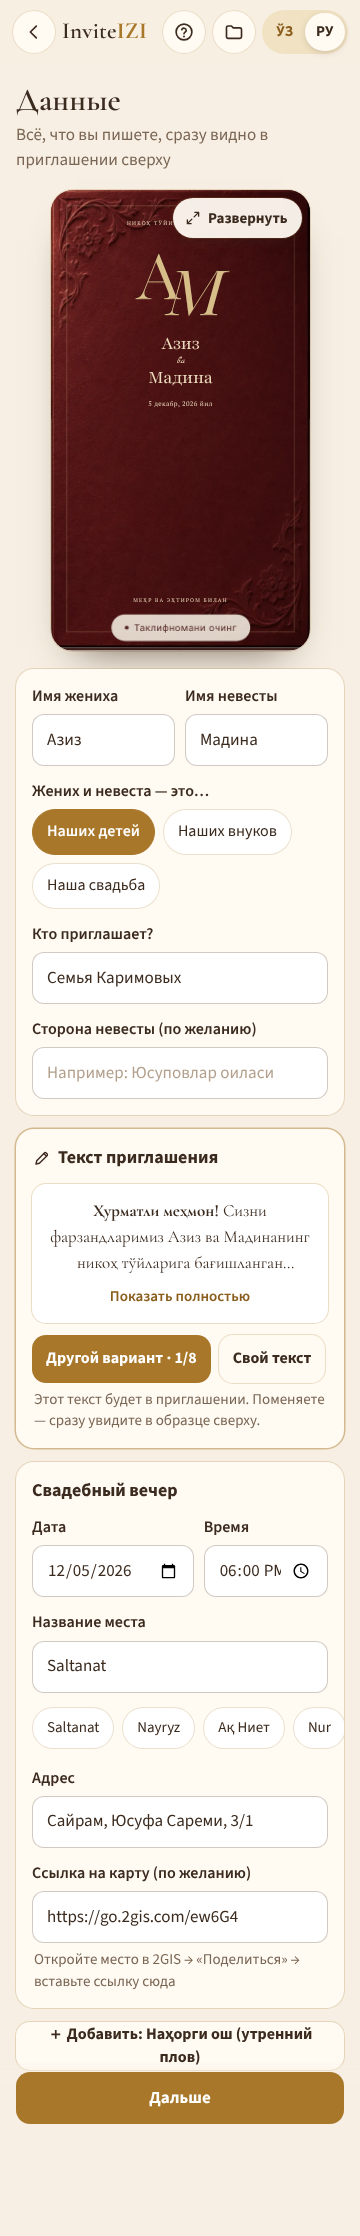 InviteIZI
ЎЗ РУ
Данные
Всё, что вы пишете, сразу видно в
приглашении сверху
НИКОҲ
Развернуть
АМ
Азиз
ва
Мадина
5 декабр, 2026 йил
МЕҲР ВА ЭҲТИРОМ БИЛАН
Таклифномани очинг
Имя жениха Имя невесты
Азиз Мадина
Жених и невеста — это...
Наших детей Наших внуков
Наша свадьба
Кто приглашает?
Семья Каримовых
Сторона невесты (по желанию)
Например: Юсуповлар оиласи
Текст приглашения
Ҳурматли меҳмон! Сизни
фарзандларимиз Азиз ва Мадинанинг
никоҳ тўйларига бағишланган...
Показать полностью
Другой вариант · 1/8 Свой текст
Этот текст будет в приглашении. Поменяете
— сразу увидите в образце сверху.
Свадебный вечер
Дата Время
12/05/2026 06:00 PM
Название места
Saltanat
Saltanat Nayryz Ақ Ниет Nur
Адрес
Сайрам, Юсуфа Сареми, 3/1
Ссылка на карту (по желанию)
https://go.2gis.com/ew6G4
Откройте место в 2GIS → «Поделиться» →
вставьте ссылку сюда
+ Добавить: Наҳорги ош (утренний
плов)
Дальше